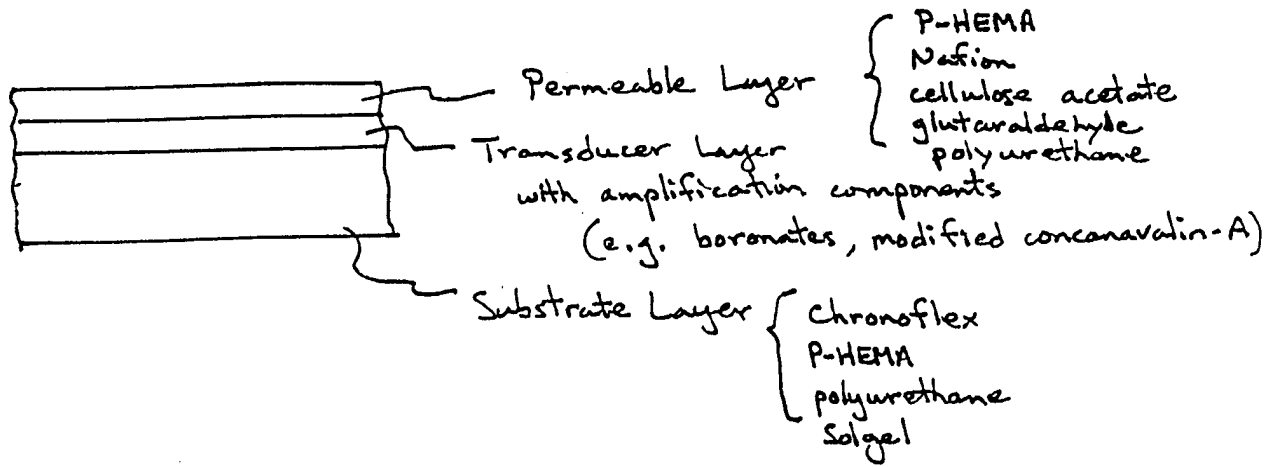 Permeable Layer
P-HEMA
Nafion
cellulose acetate
glutaraldehyde
polyurethane
Transducer Layer
with amplification components
(e.g. boronates, modified concanavalin-A)
Substrate Layer
Chronoflex
P-HEMA
polyurethane
Solgel